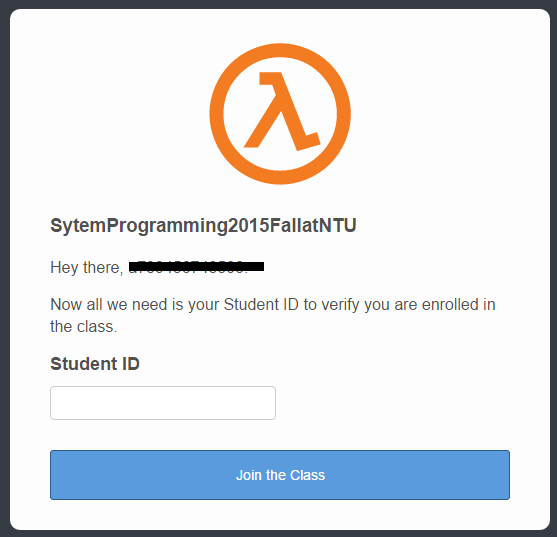 SytemProgramming2015FallatNTU
Hey there,
Now all we need is your Student ID to verify you are enrolled in
the class.
Student ID
Join the Class